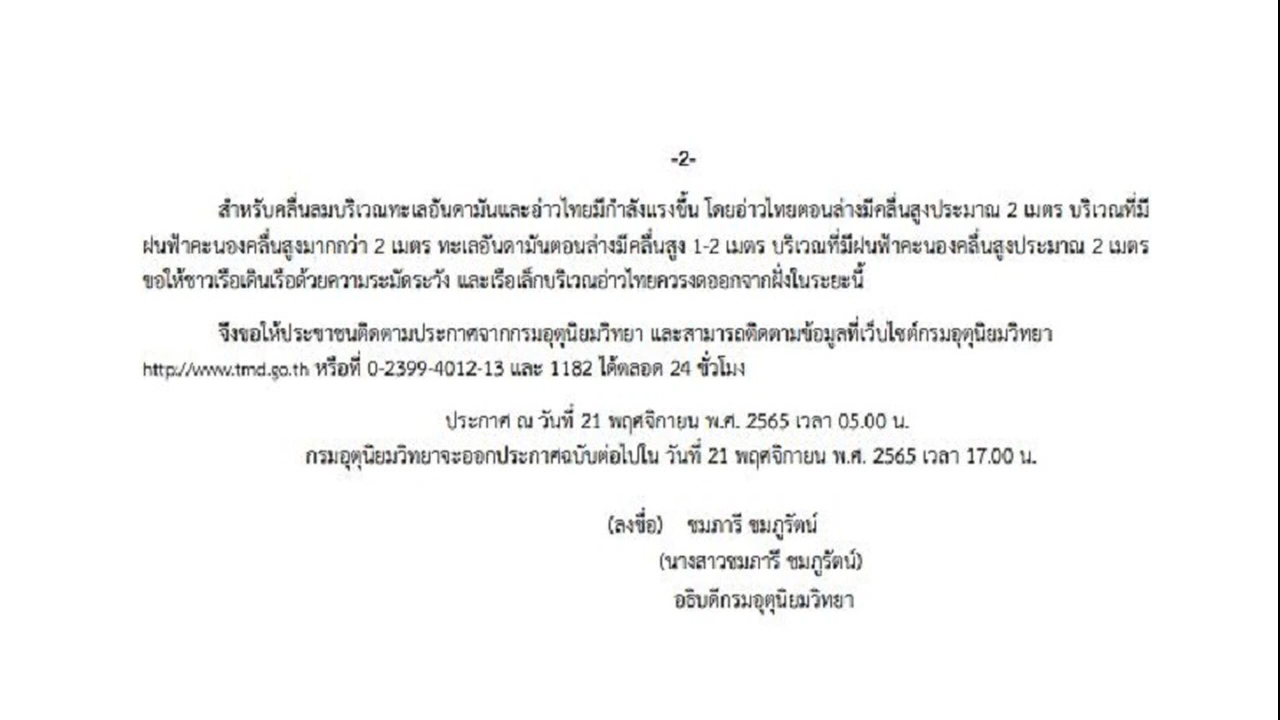 -2-
สำหรับคลื่นลมบริเวณทะเลอันดามันและอ่าวไทยมีกำลังแรงขึ้น โดยอ่าวไทยตอนล่างมีคลื่นสูงประมาณ 2 เมตร บริเวณที่มี
ฝนฟ้าคะนองคลื่นสูงมากกว่า 2 เมตร ทะเลอันดามันตอนล่างมีคลื่นสูง 1-2 เมตร บริเวณที่มีฝนฟ้าคะนองคลื่นสูงประมาณ 2 เมตร
ขอให้ชาวเรือเดินเรือด้วยความระมัดระวัง และเรือเล็กบริเวณอ่าวไทยควรงดออกจากฝั่งในระยะนี้
จึงขอให้ประชาชนติดตามประกาศจากกรมอุตุนิยมวิทยา และสามารถติดตามข้อมูลที่เว็บไซต์กรมอุตุนิยมวิทยา
http://www.tmd.go.th หรือที่ 0-2399-4012-13 และ 1182 ได้ตลอด 24 ชั่วโมง
ประกาศ ณ วันที่ 21 พฤศจิกายน พ.ศ. 2565 เวลา 05.00 น.
กรมอุตุนิยมวิทยาจะออกประกาศฉบับต่อไปใน วันที่ 21 พฤศจิกายน พ.ศ. 2565 เวลา 17.00 น.
(ลงชื่อ) ชมภารี ชมภูรัตน์
(นางสาวชมภารี ชมภูรัตน์)
อธิบดีกรมอุตุนิยมวิทยา